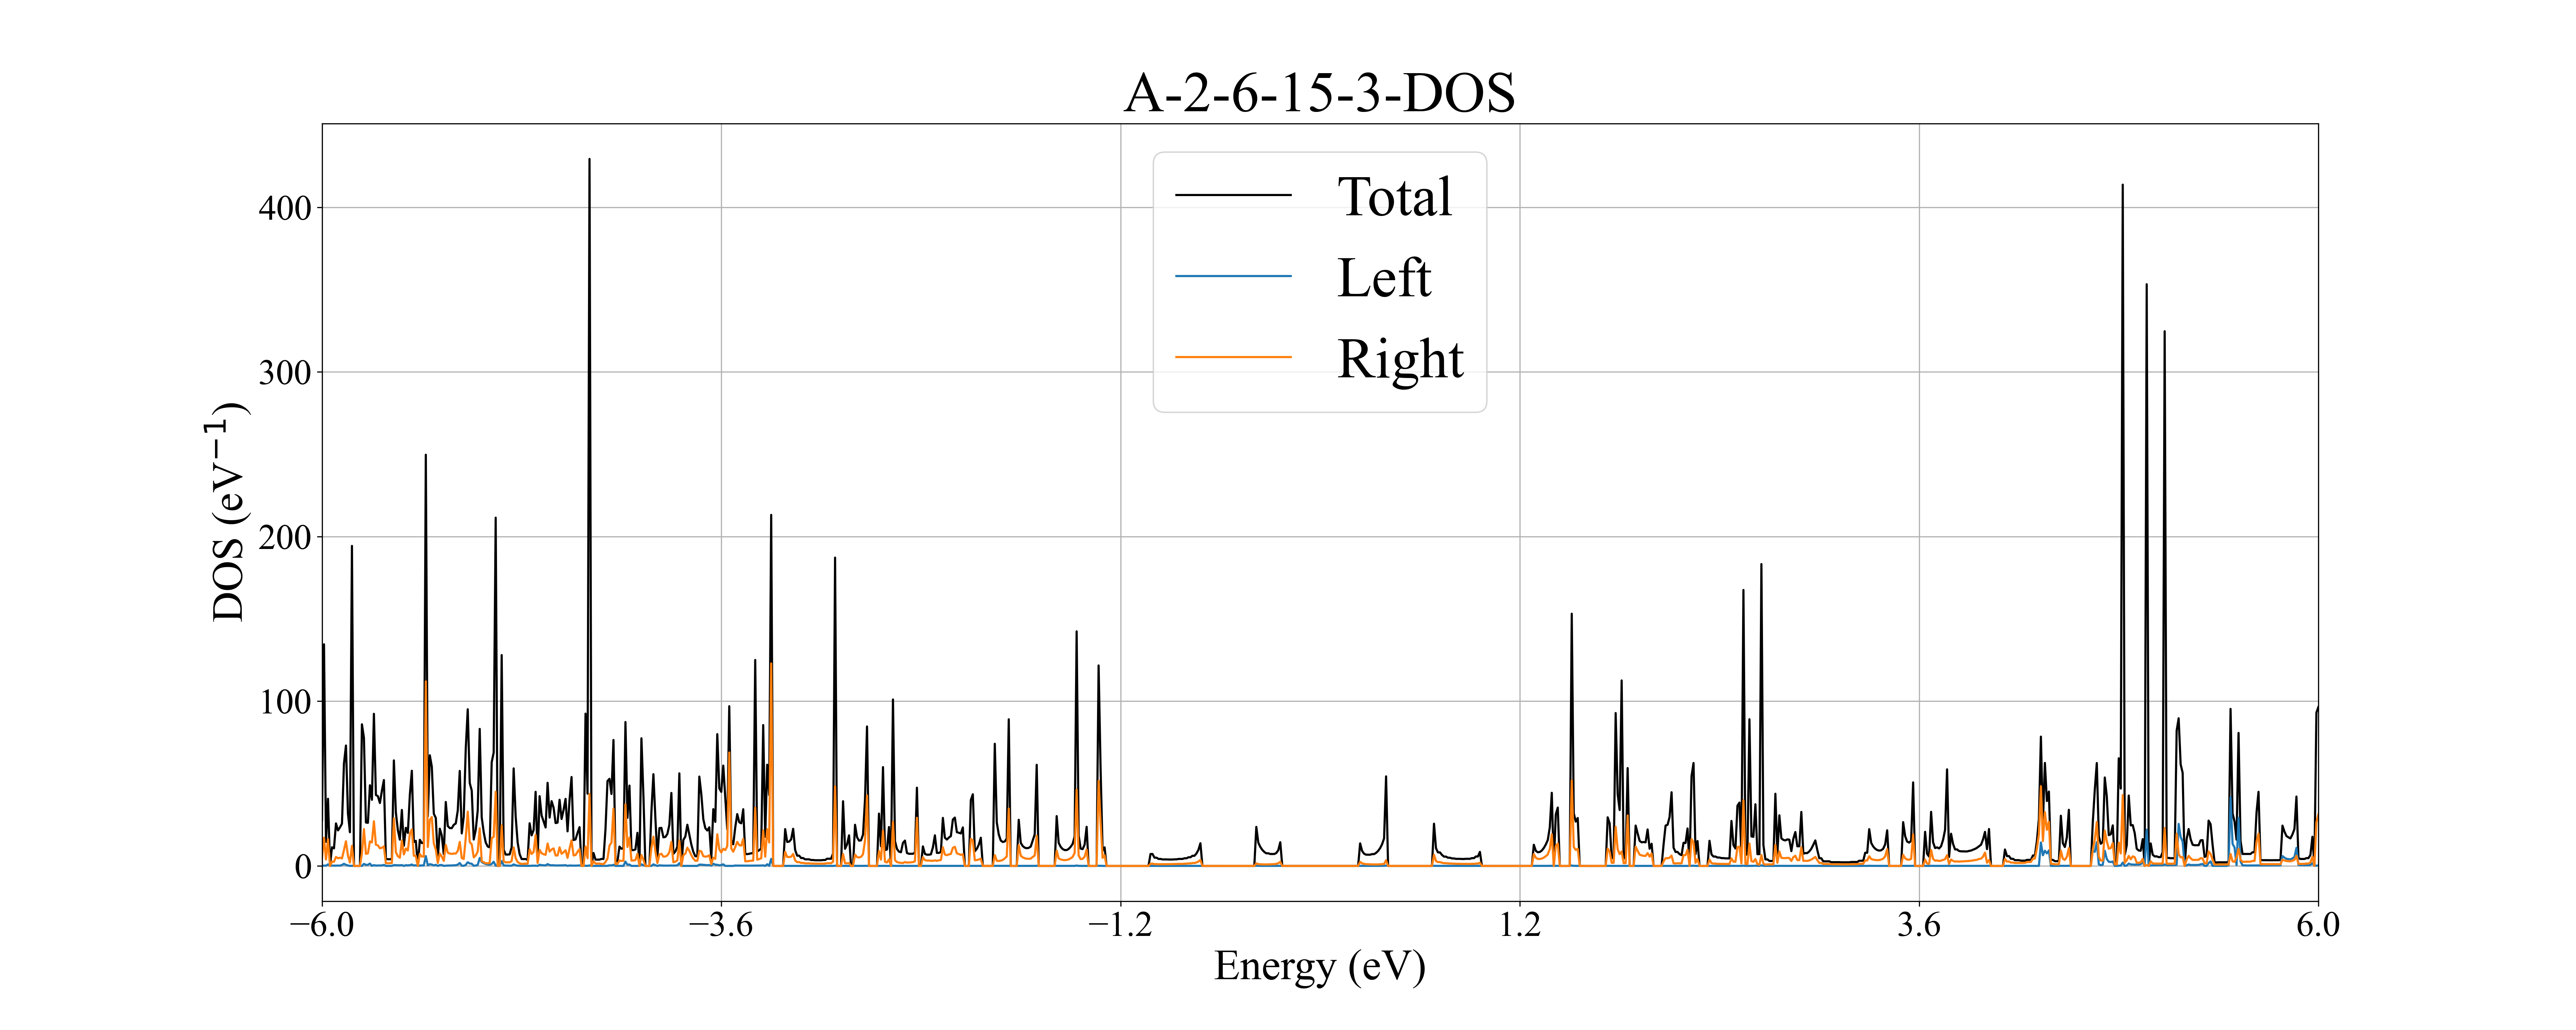 A-2-6-15-3-DOS
Total
Left
Right
400
300
200
100
0
DOS (eV⁻¹)
−6.0 −3.6 −1.2 1.2 3.6 6.0
Energy (eV)